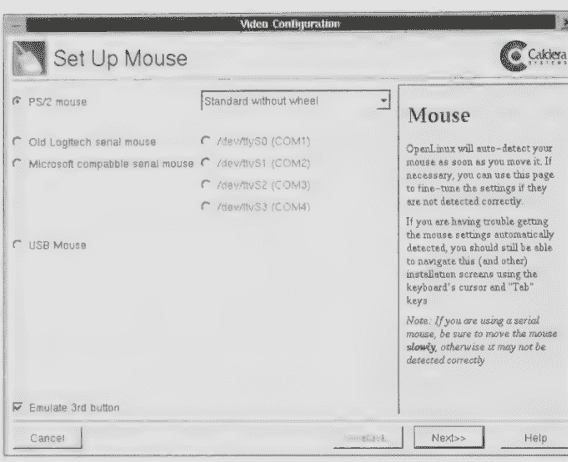 Video Configuration
Set Up Mouse
Caldera
SYSTEMS
PS/2 mouse
Standard without wheel
Old Logitech serial mouse
/dev/ttyS0 (COM1)
Microsoft compatible serial mouse
/dev/ttyS1 (COM2)
/dev/ttyS2 (COM3)
/dev/ttyS3 (COM4)
USB Mouse
Emulate 3rd button
Mouse
OpenLinux will auto-detect your
mouse as soon as you move it. If
necessary, you can use this page
to fine-tune the settings if they
are not detected correctly.
If you are having trouble getting
the mouse settings automatically
detected, you should still be able
to navigate this (and other)
installation screens using the
keyboard's cursor and "Tab"
keys
Note: If you are using a serial
mouse, be sure to move the mouse
slowly, otherwise it may not be
detected correctly
Cancel
Next>>
Help